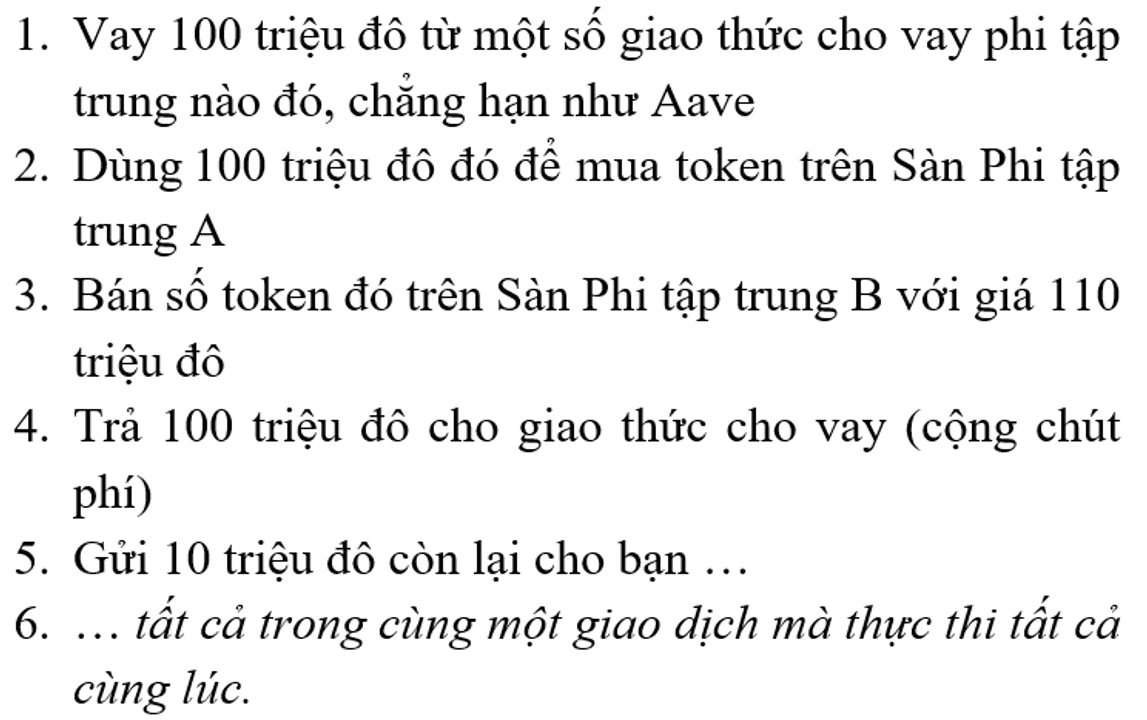 1. Vay 100 triệu đô từ một số giao thức cho vay phi tập
trung nào đó, chẳng hạn như Aave
2. Dùng 100 triệu đô đó để mua token trên Sàn Phi tập
trung A
3. Bán số token đó trên Sàn Phi tập trung B với giá 110
triệu đô
4. Trả 100 triệu đô cho giao thức cho vay (cộng chút
phí)
5. Gửi 10 triệu đô còn lại cho bạn …
6. … tất cả trong cùng một giao dịch mà thực thi tất cả
cùng lúc.